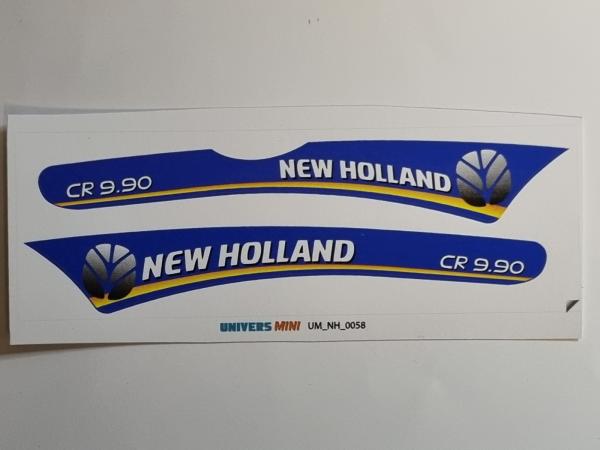 CR 9.90 NEW HOLLAND
NEW HOLLAND CR 9.90
UNIVERS MINI UM_NH_0058